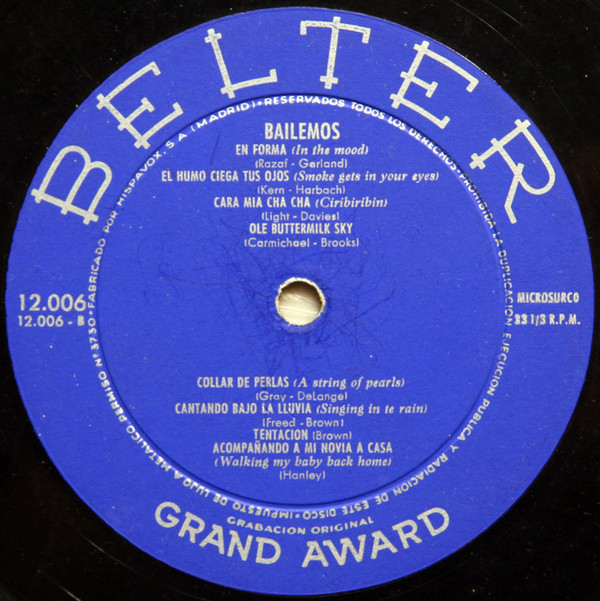 BELTER
FABRICADO POR HISPAVOX, S A (MADRID) • RESERVADOS TODOS LOS DERECHOS • PROHIBIDA LA DUPLICACION EJECUCION PUBLICA Y RADIACION DE ESTE DISCO • IMPUESTO DE LUJO A METALICO PERMISO Nº 3730 •
BAILEMOS
EN FORMA (In the mood)
(Razaf - Gerland)
EL HUMO CIEGA TUS OJOS (Smoke gets in your eyes)
(Kern - Harbach)
CARA MIA CHA CHA (Ciribiribin)
(Light - Davies)
OLE BUTTERMILK SKY
(Carmichael - Brooks)
12.006
12.006 - B
MICROSURCO
33 1/3 R.P.M.
COLLAR DE PERLAS (A string of pearls)
(Gray - DeLange)
CANTANDO BAJO LA LLUVIA (Singing in te rain)
(Freed - Brown)
TENTACION (Brown)
ACOMPAÑANDO A MI NOVIA A CASA
(Walking my baby back home)
(Hanley)
GRABACION ORIGINAL
GRAND AWARD